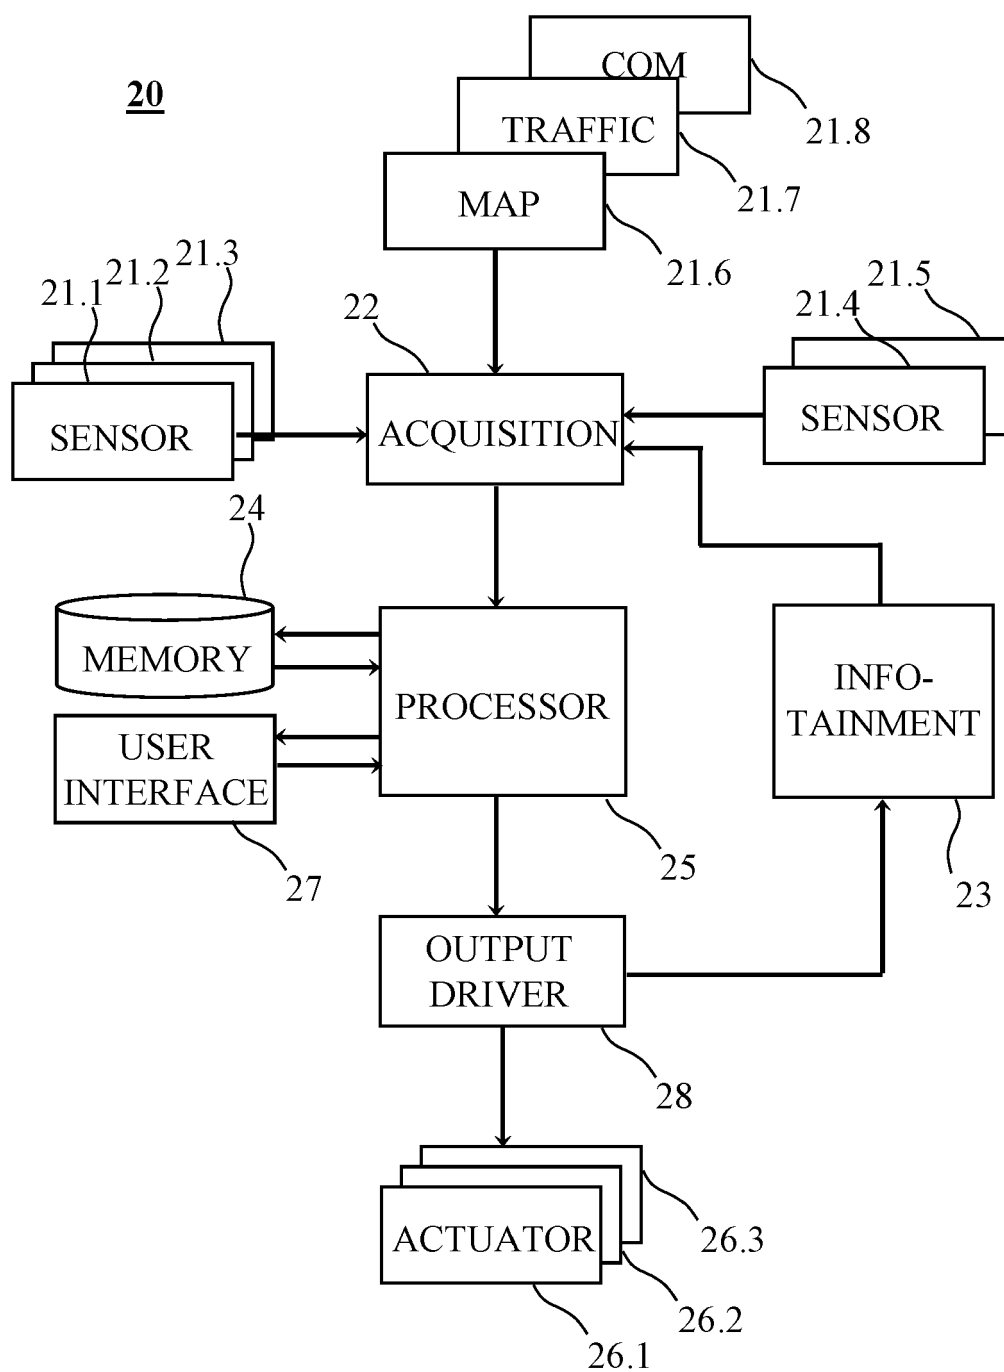 20
COM
21.8
TRAFFIC
21.7
MAP
21.6
21.3
21.2
21.1
22
21.5
21.4
SENSOR
ACQUISITION
SENSOR
24
MEMORY
PROCESSOR
INFO-
TAINMENT
USER
INTERFACE
27
25
23
OUTPUT
DRIVER
28
ACTUATOR
26.3
26.2
26.1